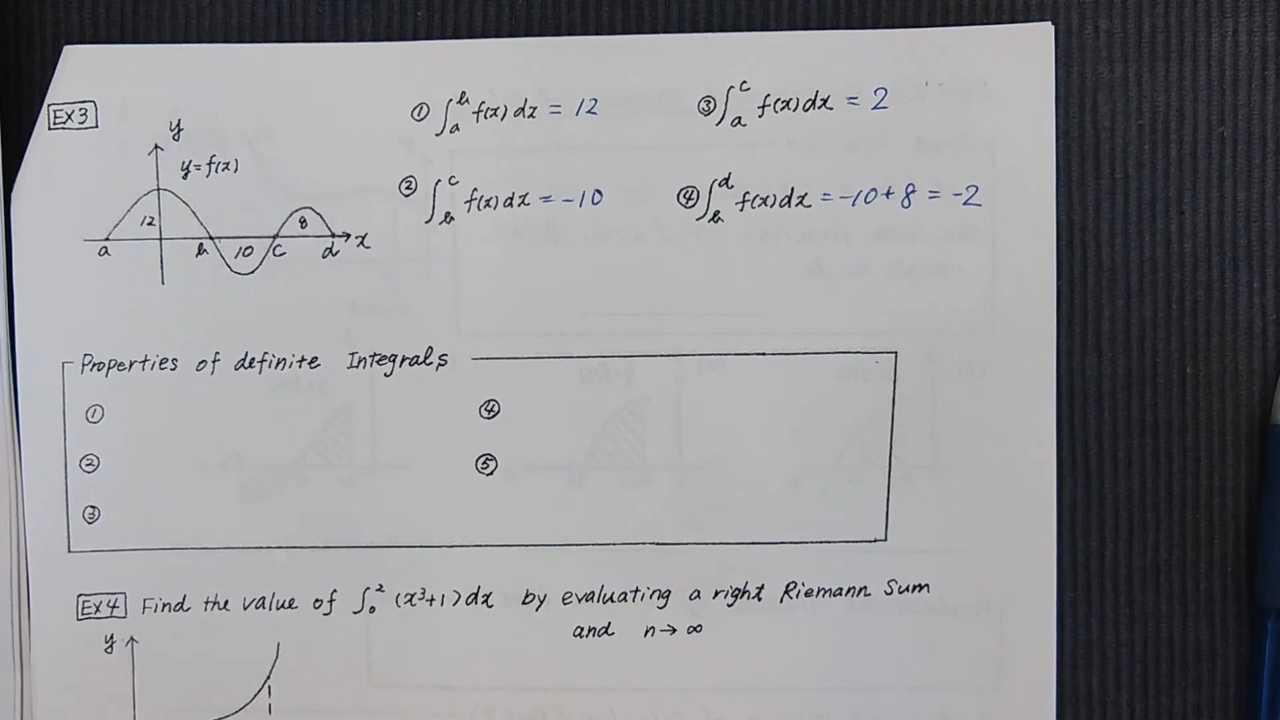 EX3
y
y=f(x)
12
8
a b 10 c d x
① ∫_a^b f(x)dx = 12
② ∫_b^c f(x)dx = -10
③ ∫_a^c f(x)dx = 2
④ ∫_b^d f(x)dx = -10+8 = -2
Properties of definite Integrals
①
②
③
④
⑤
EX4 Find the value of ∫_0^2 (x³+1)dx by evaluating a right Riemann Sum
and n→∞
y